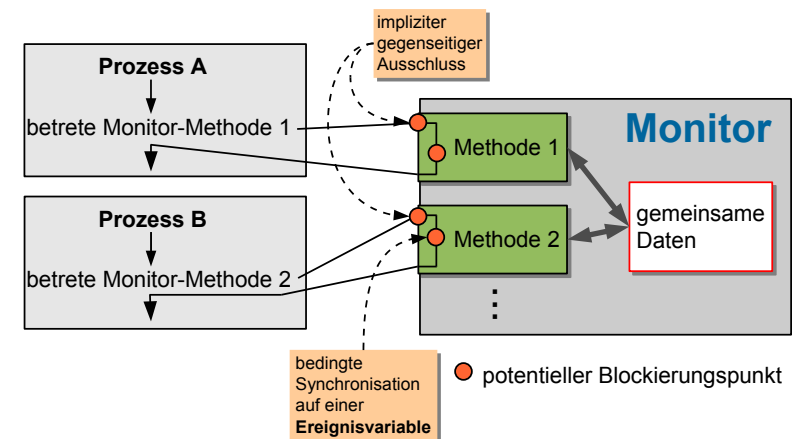 impliziter
gegenseitiger
Ausschluss
Prozess A
betrete Monitor-Methode 1
Monitor
Methode 1
gemeinsame
Daten
Prozess B
betrete Monitor-Methode 2
Methode 2
⋮
bedingte
Synchronisation
auf einer
Ereignisvariable
potentieller Blockierungspunkt